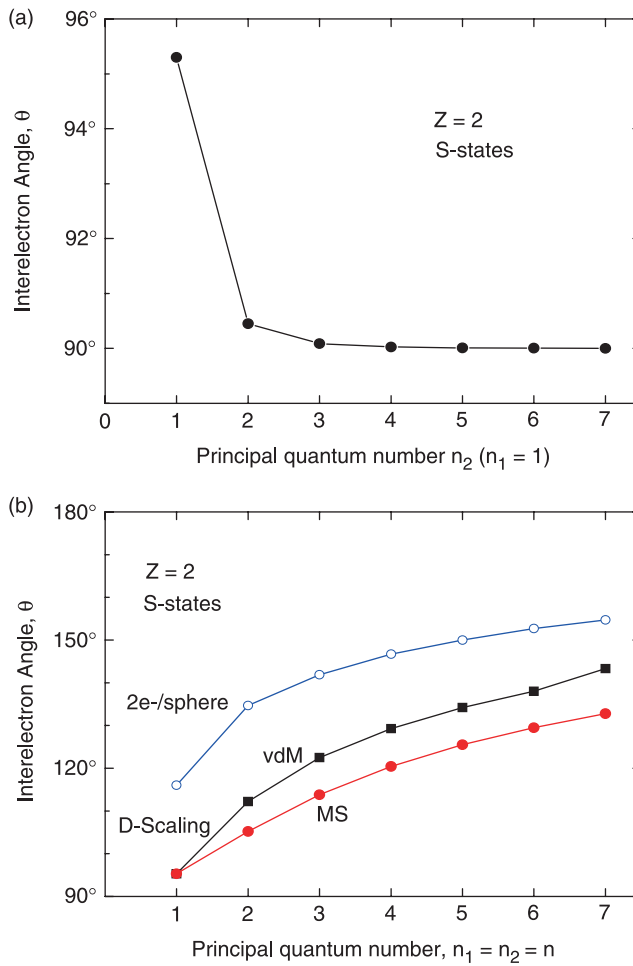 (a)
96°
94°
92°
90°
Interelectron Angle, θ
Z = 2
S-states
0 1 2 3 4 5 6 7
Principal quantum number n₂ (n₁ = 1)
(b)
180°
150°
120°
90°
Interelectron Angle, θ
Z = 2
S-states
2e-/sphere
vdM
D-Scaling
MS
1 2 3 4 5 6 7
Principal quantum number, n₁ = n₂ = n